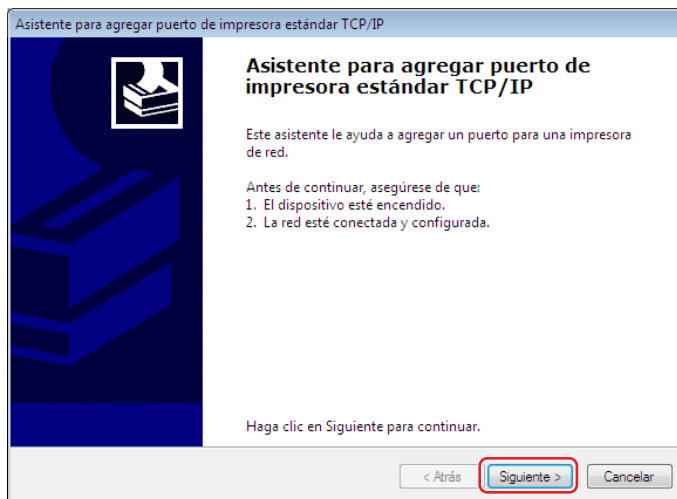 Asistente para agregar puerto de impresora estándar TCP/IP
Asistente para agregar puerto de
impresora estándar TCP/IP
Este asistente le ayuda a agregar un puerto para una impresora
de red.
Antes de continuar, asegúrese de que:
1. El dispositivo esté encendido.
2. La red esté conectada y configurada.
Haga clic en Siguiente para continuar.
< Atrás
Siguiente >
Cancelar